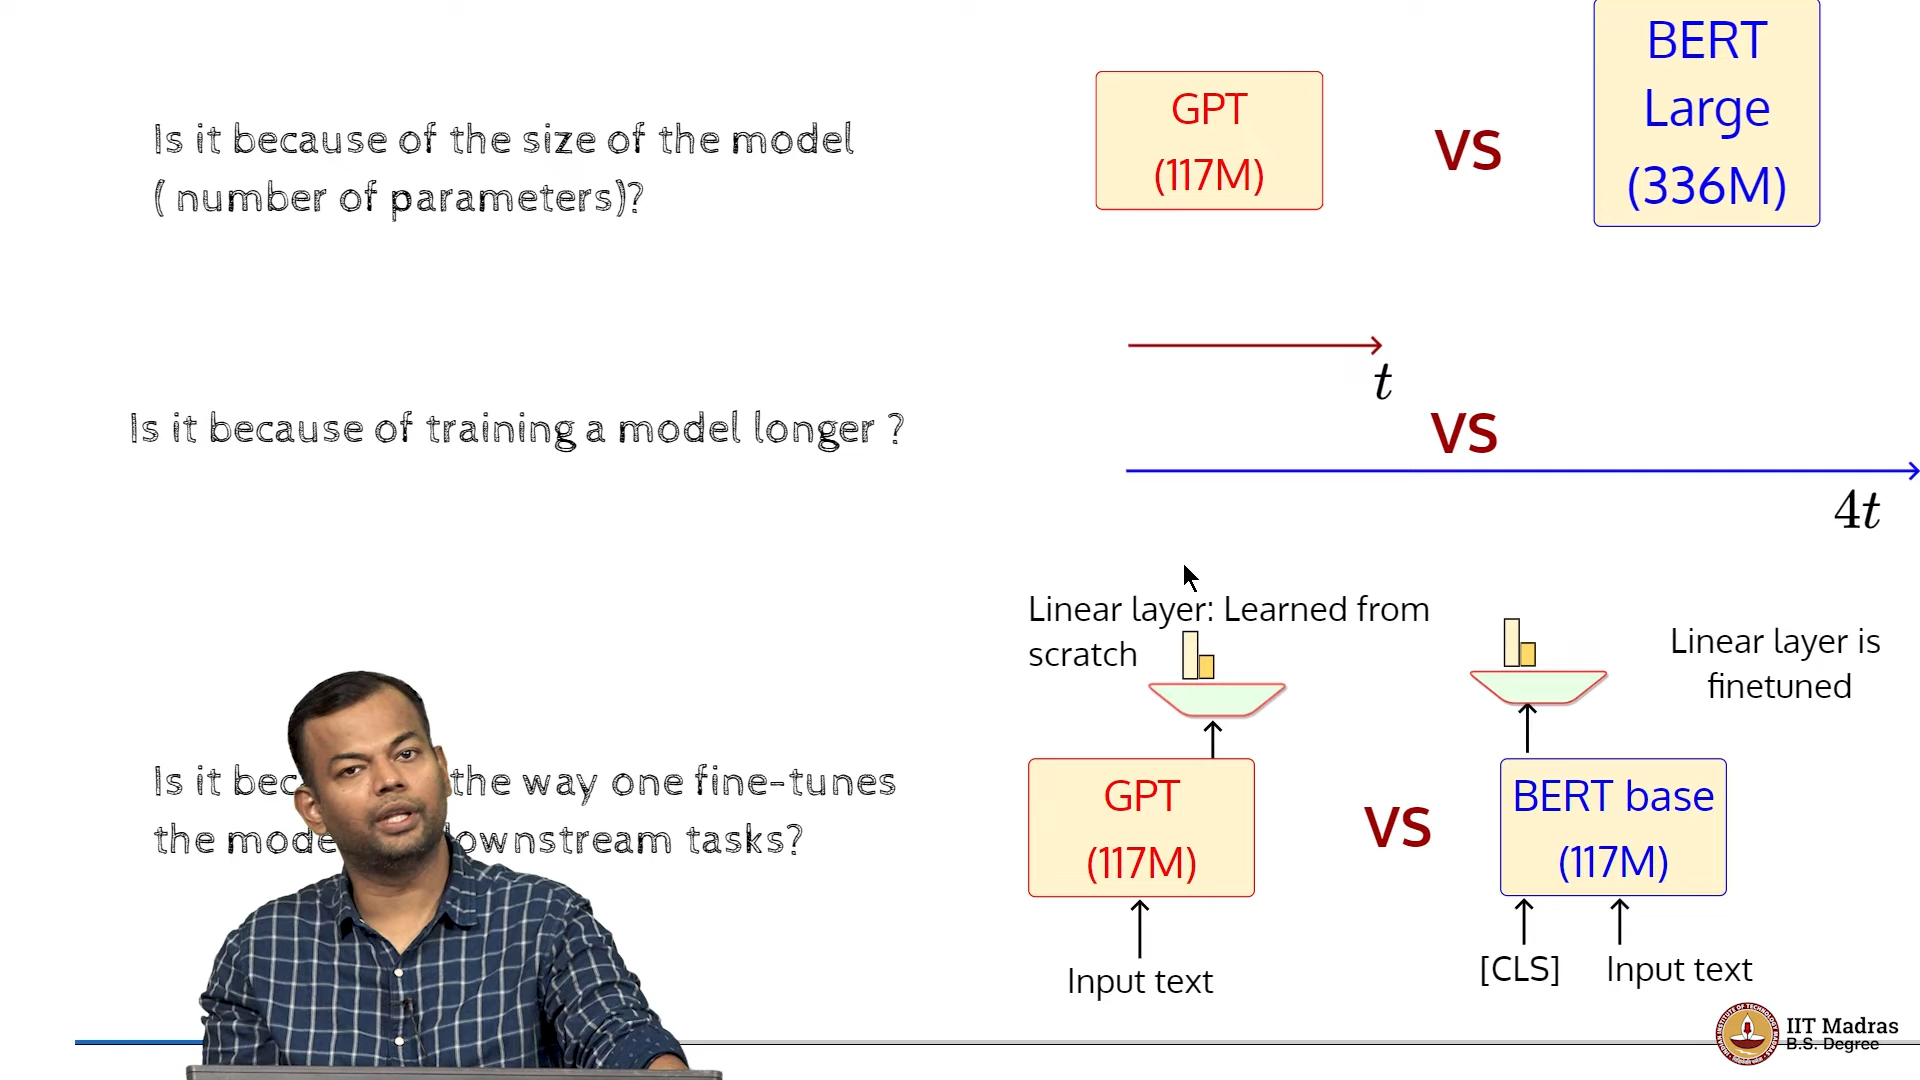 Is it because of the size of the model
( number of parameters)?
GPT
(117M)
VS
BERT
Large
(336M)
Is it because of training a model longer ?
t
VS
4t
Is it bec the way one fine-tunes
the mode ownstream tasks?
Linear layer: Learned from
scratch
GPT
(117M)
Input text
VS
Linear layer is
finetuned
BERT base
(117M)
[CLS] Input text
IIT Madras
B.S. Degree